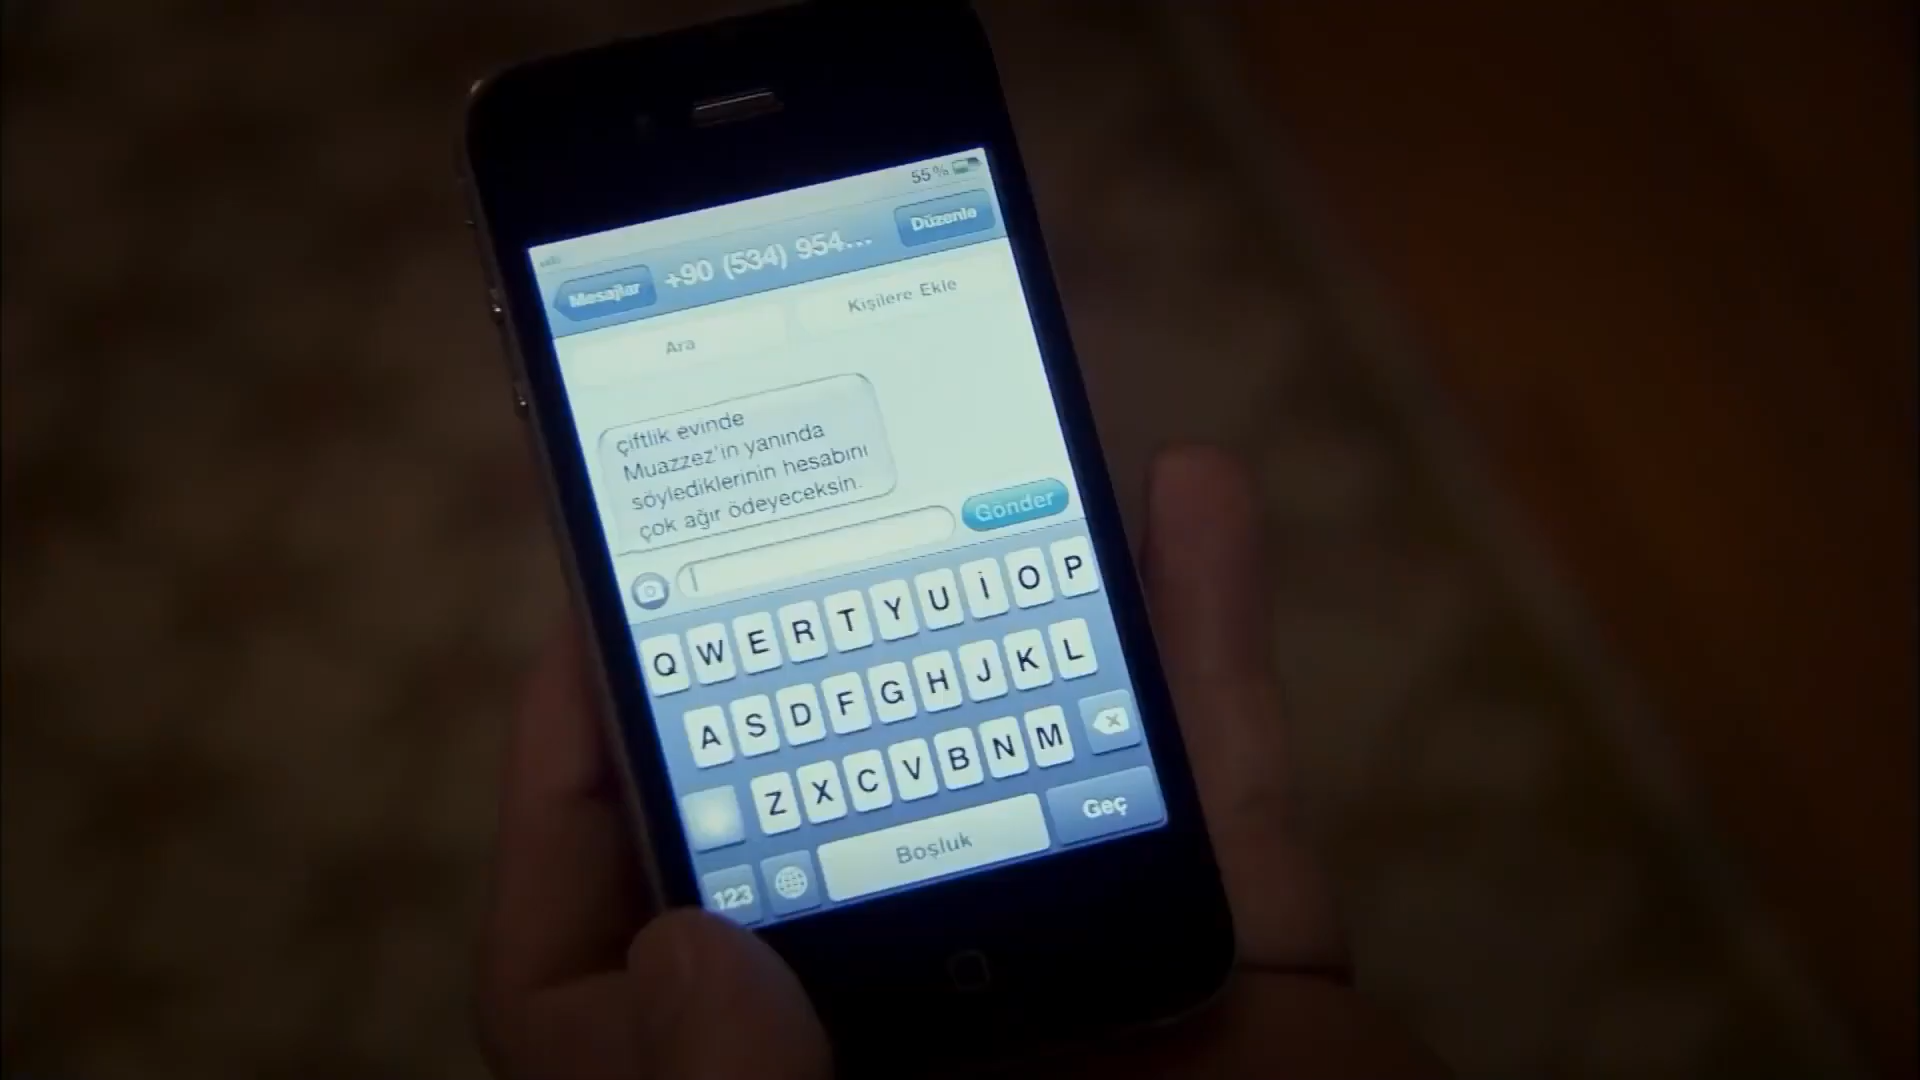 55%
Mesajlar +90 (534) 954... Düzenle
Ara Kişilere Ekle
çiftlik evinde
Muazzez'in yanında
söylediklerinin hesabını
çok ağır ödeyeceksin.
Gönder
Q W E R T Y U İ O P
A S D F G H J K L
Z X C V B N M
123 Boşluk Geç